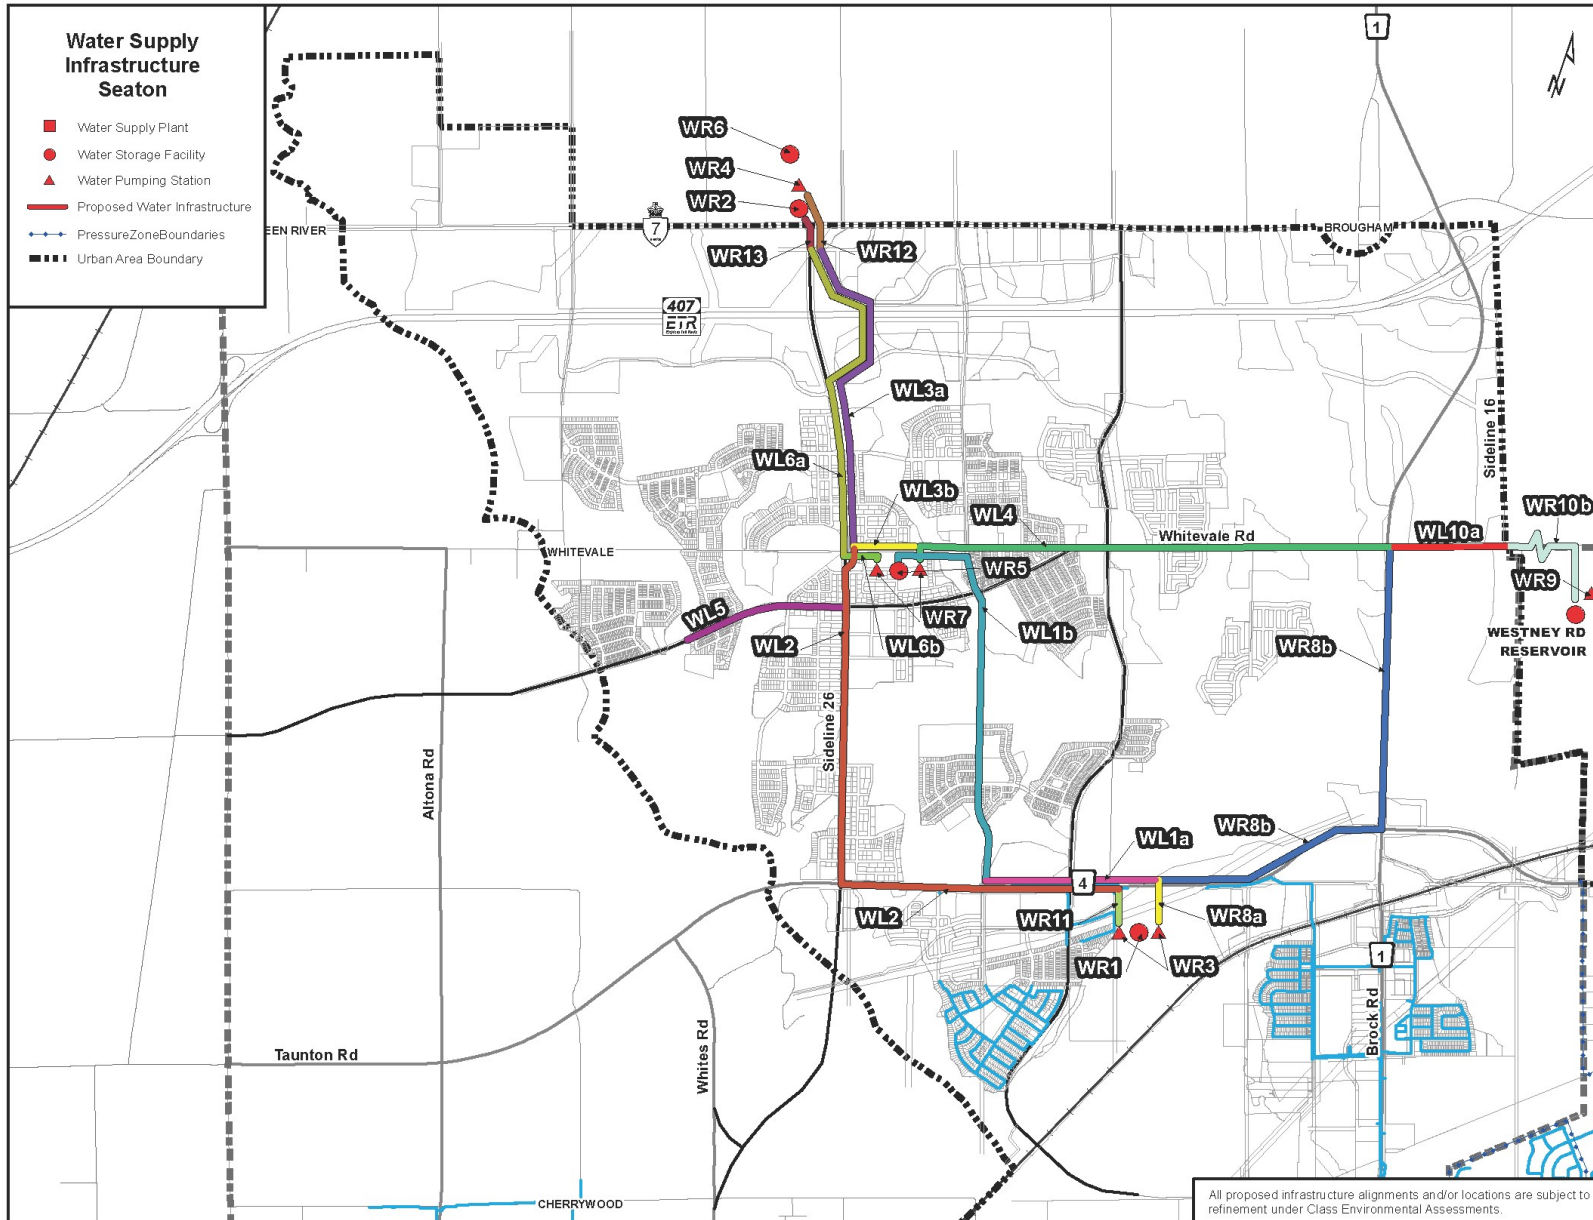 Water Supply
Infrastructure
Seaton
Water Supply Plant
Water Storage Facility
Water Pumping Station
Proposed Water Infrastructure
PressureZoneBoundaries
Urban Area Boundary
1
N
WR6
WR4
WR2
7
EEN RIVER
BROUGHAM
WR13
WR12
407
ETR
WL3a
Sideline 16
WL6a
WL3b
WL4
WR10b
Whitevale Rd
WL10a
WHITEVALE
WR5
WR9
WL5
WR7
WL1b
WESTNEY RD
RESERVOIR
WL2
WL6b
WR8b
Sideline 26
Altona Rd
WR8b
WL1a
4
WL2
WR11
WR8a
WR1
WR3
1
Brock Rd
Taunton Rd
Whites Rd
CHERRYWOOD
All proposed infrastructure alignments and/or locations are subject to
refinement under Class Environmental Assessments.